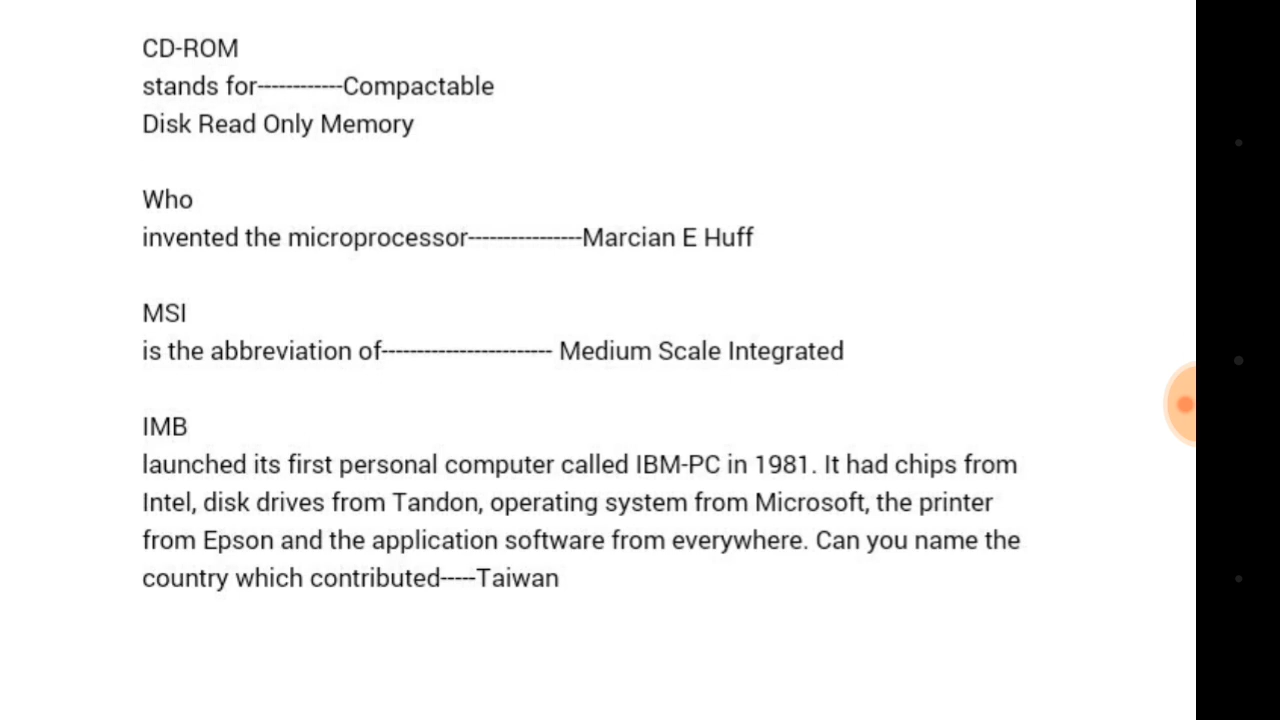 CD-ROM
stands for------------Compactable
Disk Read Only Memory
Who
invented the microprocessor----------------Marcian E Huff
MSI
is the abbreviation of------------------------ Medium Scale Integrated
IMB
launched its first personal computer called IBM-PC in 1981. It had chips from
Intel, disk drives from Tandon, operating system from Microsoft, the printer
from Epson and the application software from everywhere. Can you name the
country which contributed-----Taiwan